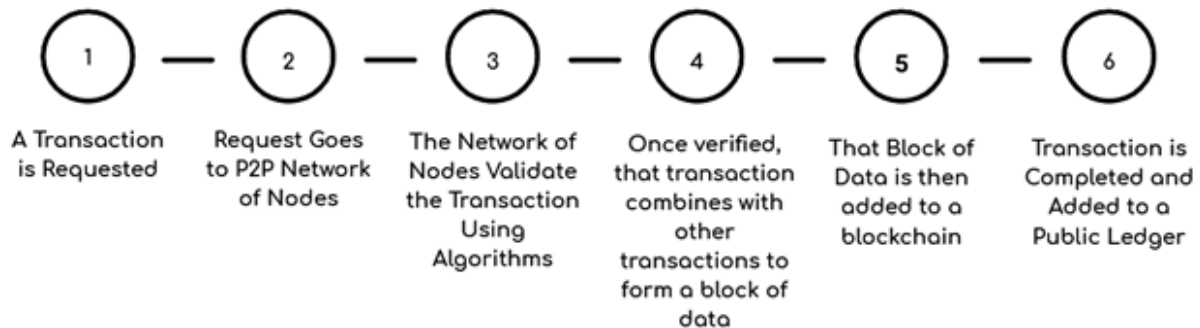 1
A Transaction
is Requested
2
Request Goes
to P2P Network
of Nodes
3
The Network of
Nodes Validate
the Transaction
Using
Algorithms
4
Once verified,
that transaction
combines with
other
transactions to
form a block of
data
5
That Block of
Data is then
added to a
blockchain
6
Transaction is
Completed and
Added to a
Public Ledger